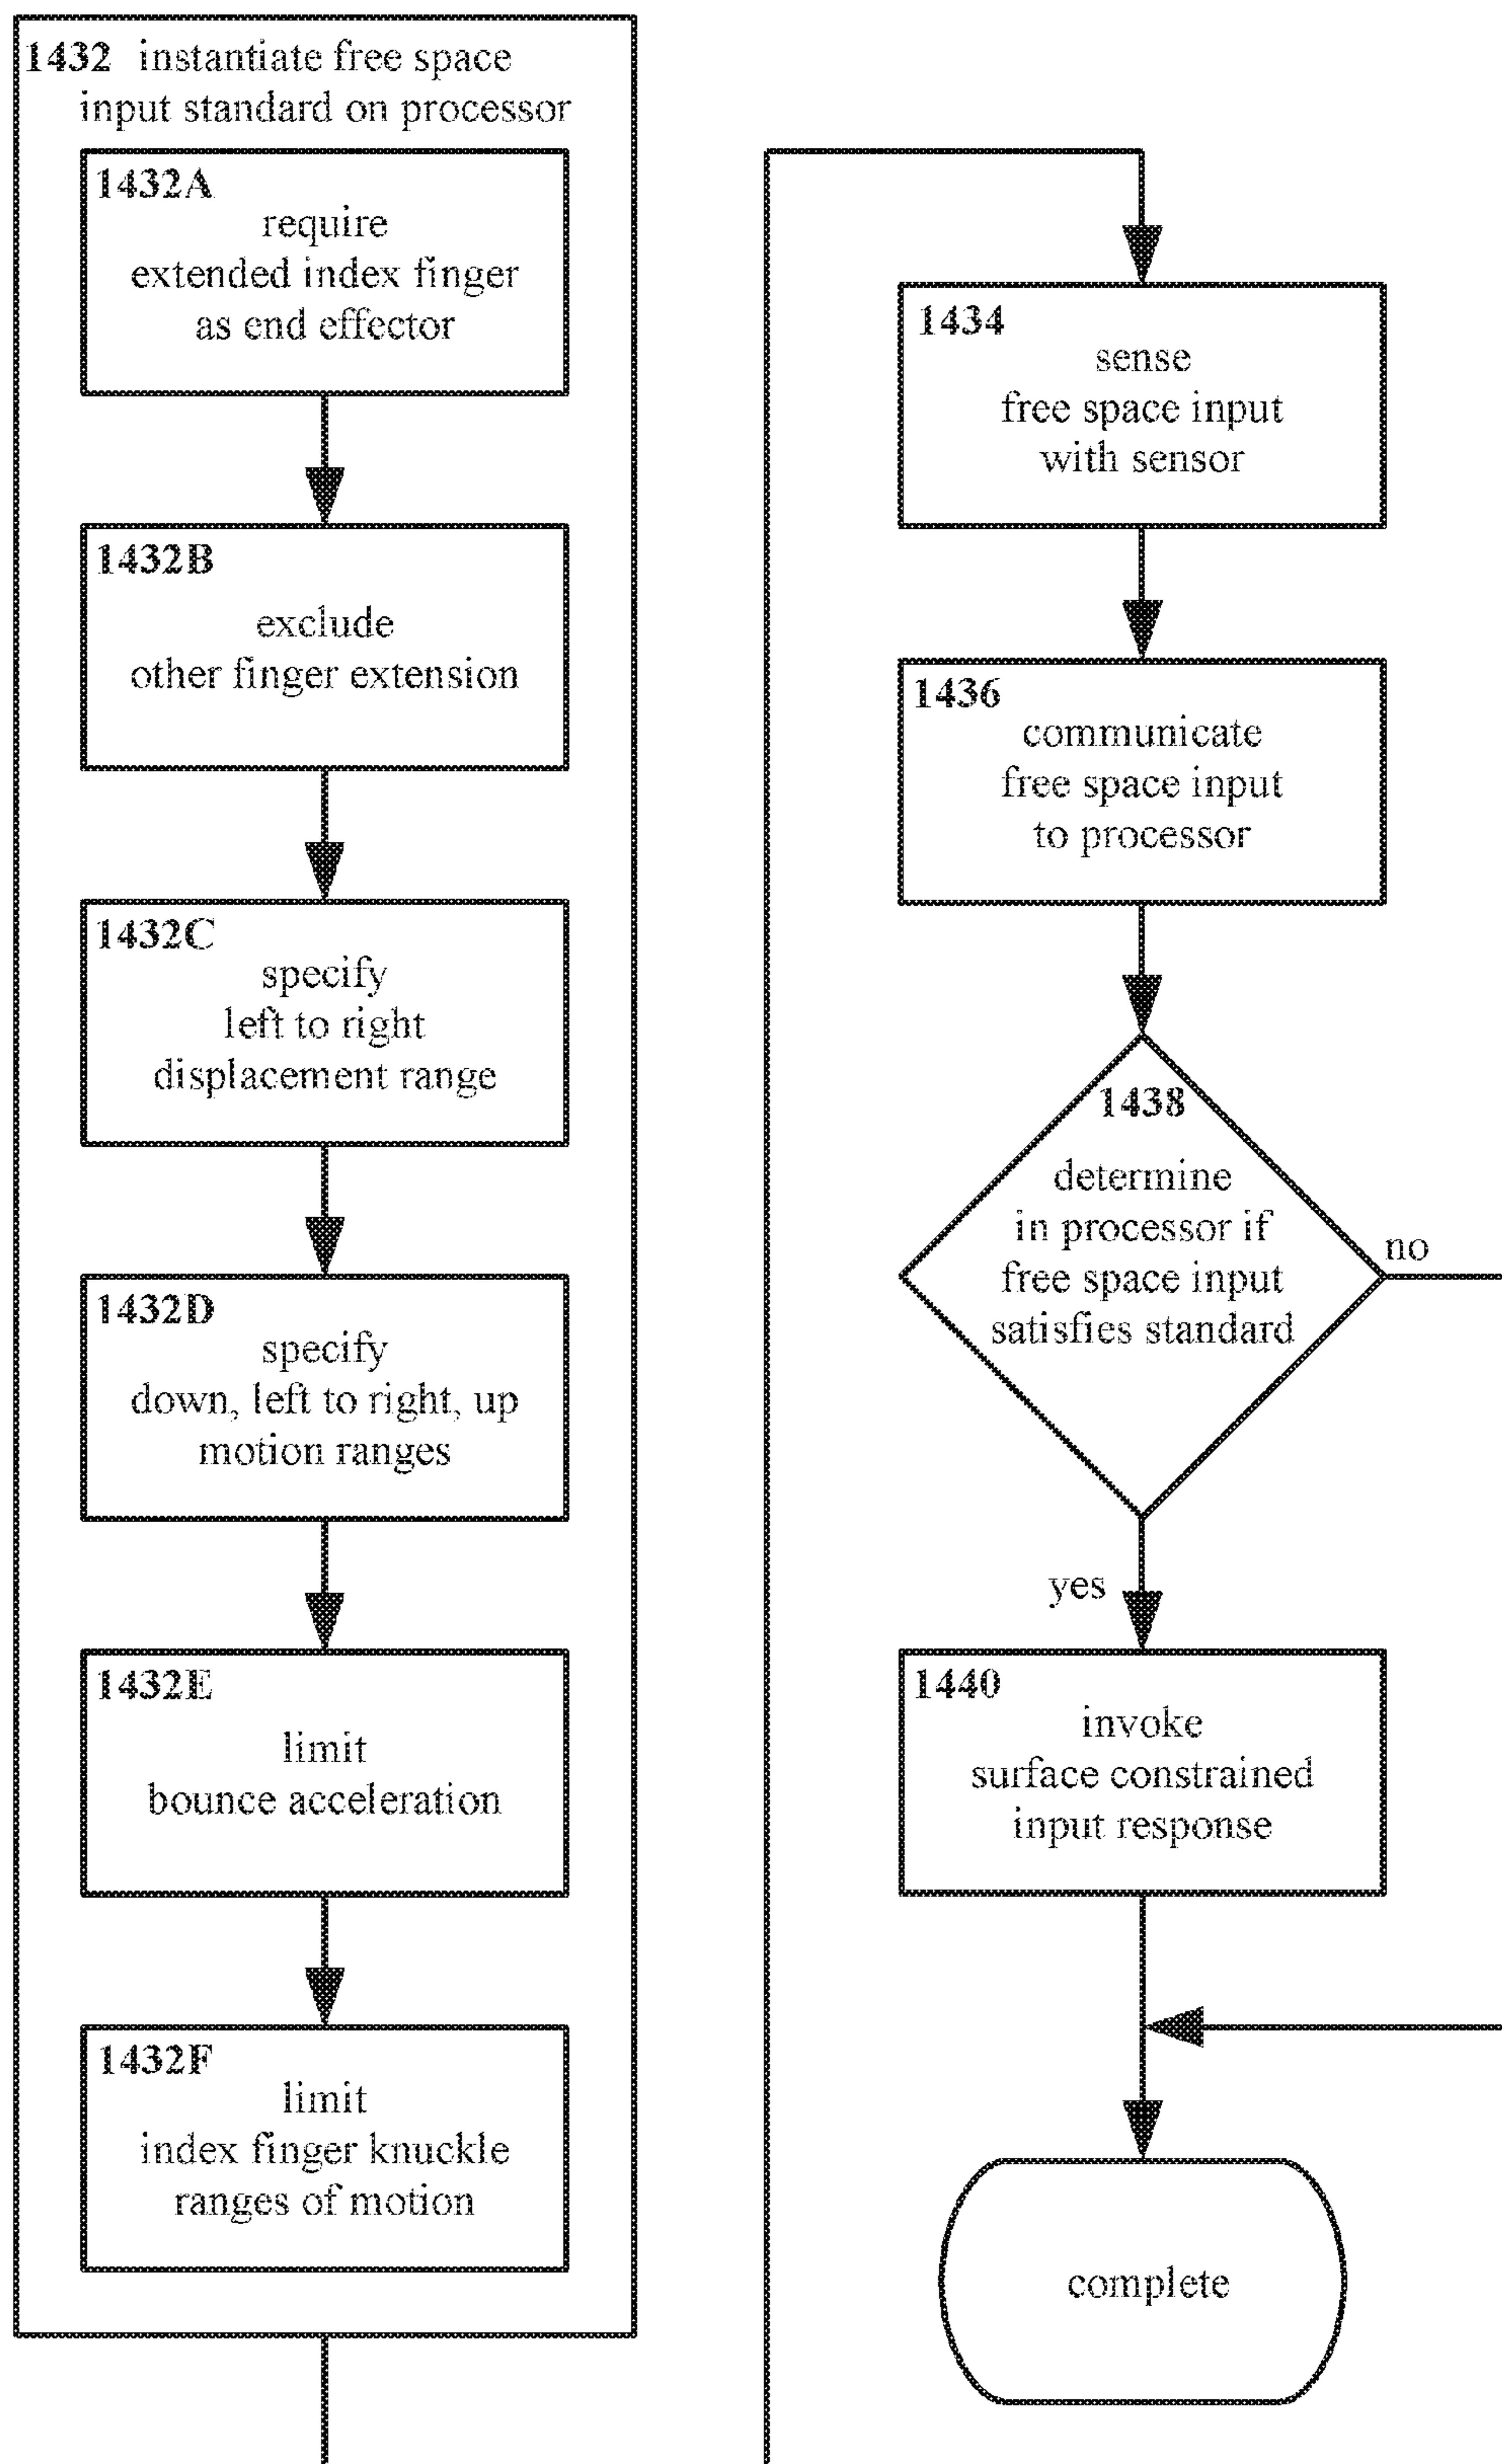 1432 instantiate free space
input standard on processor
1432A
require
extended index finger
as end effector
1432B
exclude
other finger extension
1432C
specify
left to right
displacement range
1432D
specify
down, left to right, up
motion ranges
1432E
limit
bounce acceleration
1432F
limit
index finger knuckle
ranges of motion
1434
sense
free space input
with sensor
1436
communicate
free space input
to processor
1438
determine
in processor if
free space input
satisfies standard
no
yes
1440
invoke
surface constrained
input response
complete